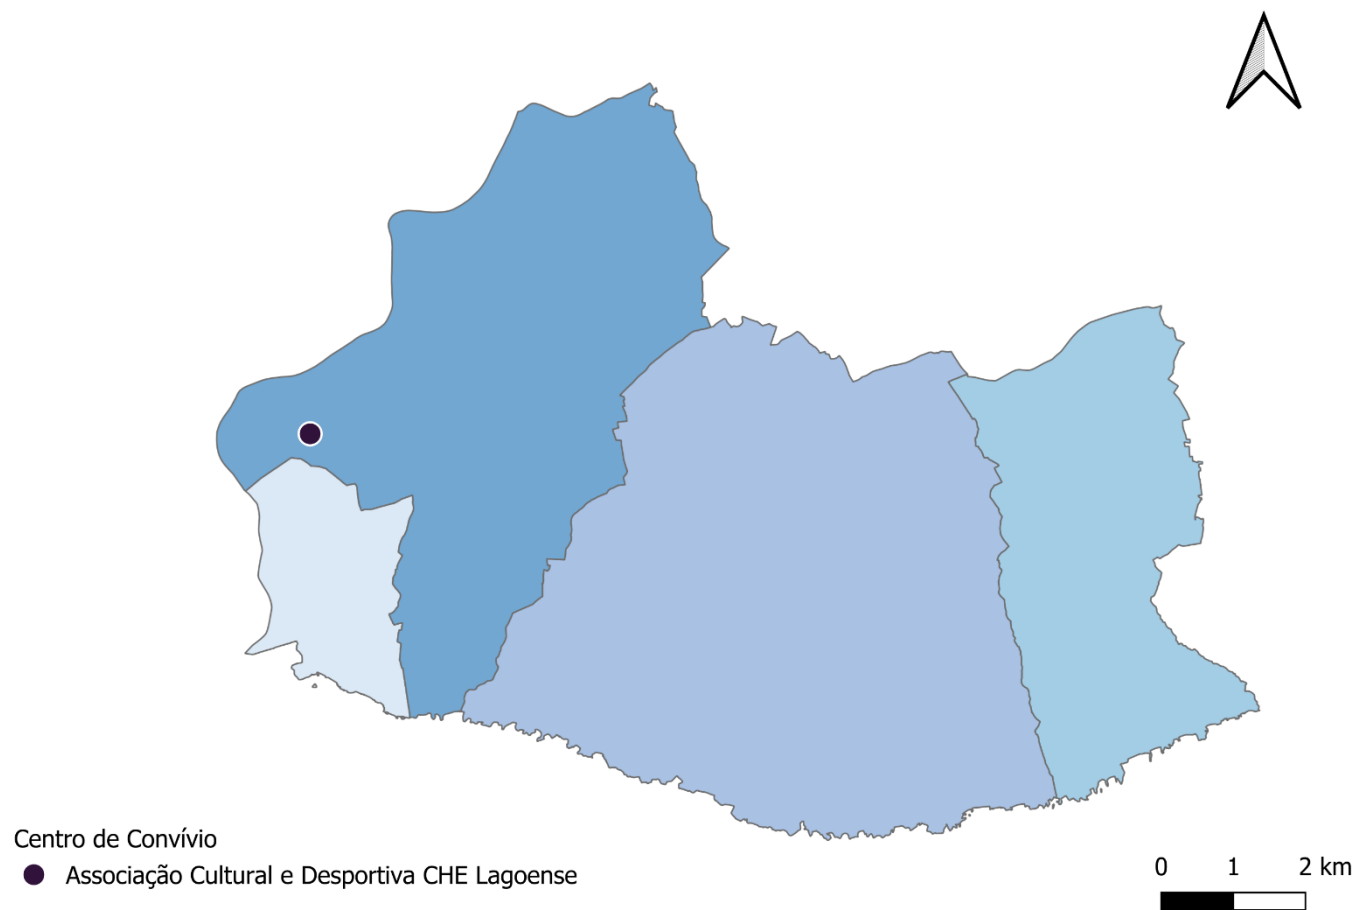 Centro de Convívio
Associação Cultural e Desportiva CHE Lagoense
0 1 2 km